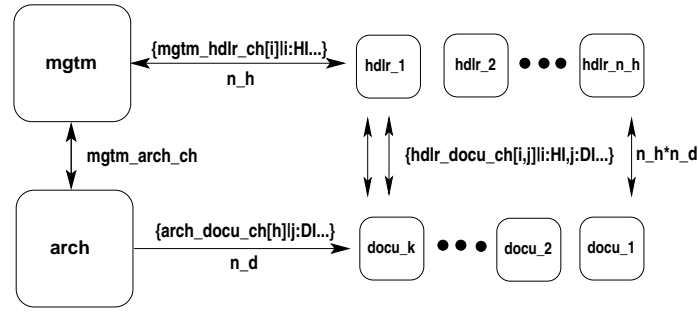 mgtm
{mgtm_hdlr_ch[i]|i:HI...}
n_h
hdlr_1
hdlr_2
hdlr_n_h
mgtm_arch_ch
{hdlr_docu_ch[i,j]|i:HI,j:DI...}
n_h*n_d
arch
{arch_docu_ch[h]|j:DI...}
n_d
docu_k
docu_2
docu_1